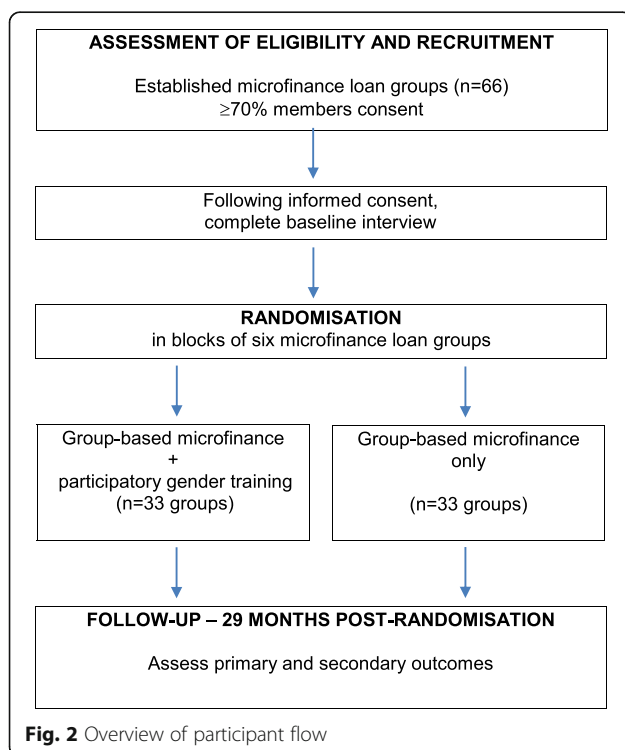 ASSESSMENT OF ELIGIBILITY AND RECRUITMENT
Established microfinance loan groups (n=66)
≥70% members consent
Following informed consent,
complete baseline interview
RANDOMISATION
in blocks of six microfinance loan groups
Group-based microfinance
+
participatory gender training
(n=33 groups)
Group-based microfinance
only
(n=33 groups)
FOLLOW-UP – 29 MONTHS POST-RANDOMISATION
Assess primary and secondary outcomes
Fig. 2 Overview of participant flow